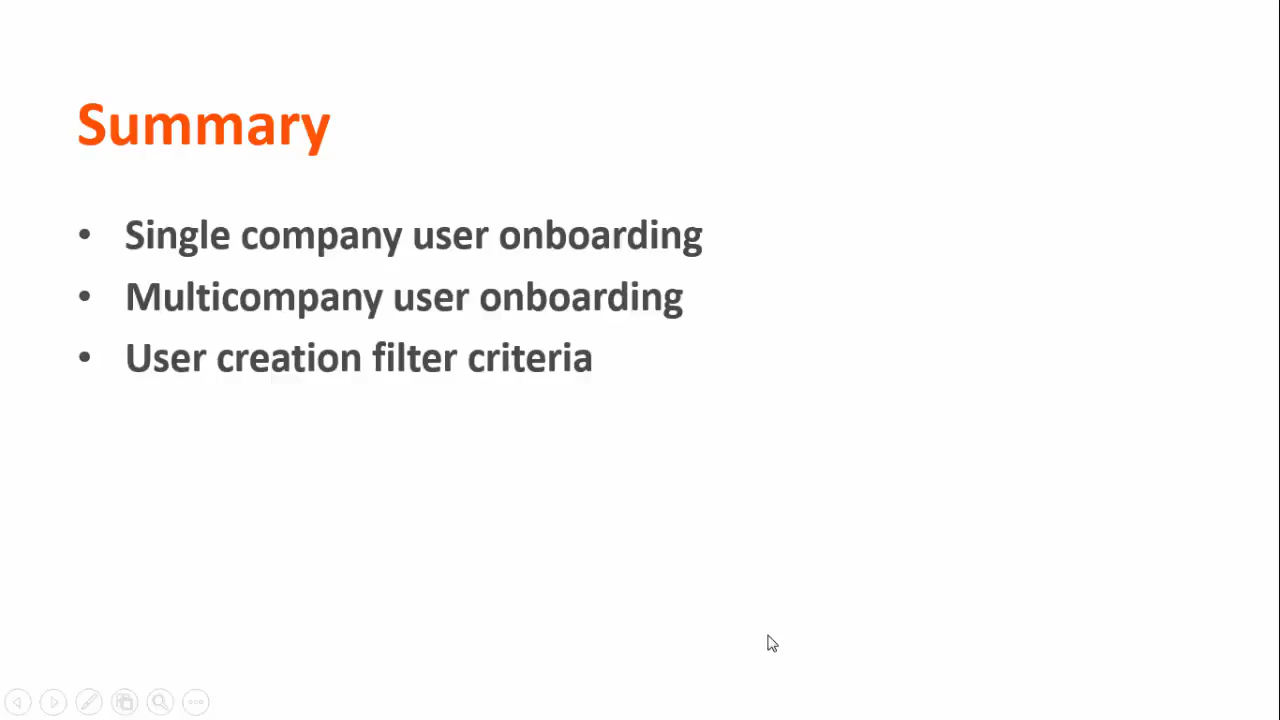 Summary
• Single company user onboarding
• Multicompany user onboarding
• User creation filter criteria